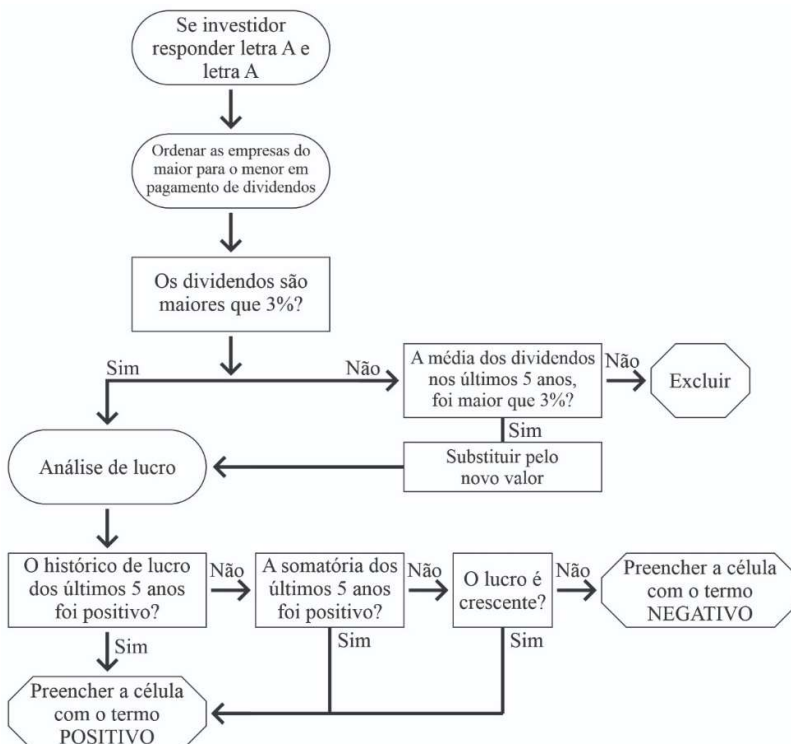 Se investidor
responder letra A e
letra A
Ordenar as empresas do
maior para o menor em
pagamento de dividendos
Os dividendos são
maiores que 3%?
Sim
Não
A média dos dividendos
nos últimos 5 anos,
foi maior que 3%?
Não
Excluir
Sim
Substituir pelo
novo valor
Análise de lucro
O histórico de lucro
dos últimos 5 anos
foi positivo?
Não
A somatória dos
últimos 5 anos
foi positivo?
Não
O lucro é
crescente?
Não
Preencher a célula
com o termo
NEGATIVO
Sim
Sim
Sim
Preencher a célula
com o termo
POSITIVO